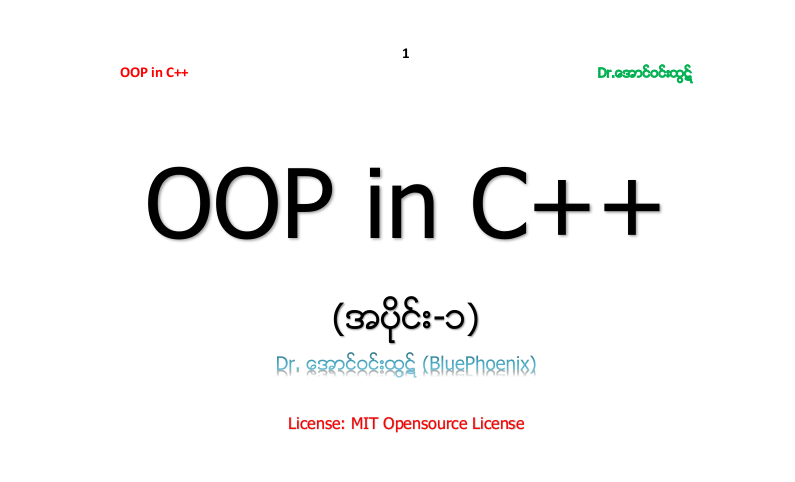 1
OOP in C++ Dr.အောင်ဝင်းထွဋ်
OOP in C++
(အပိုင်း-၁)
Dr. အောင်ဝင်းထွဋ် (BluePhoenix)
License: MIT Opensource License